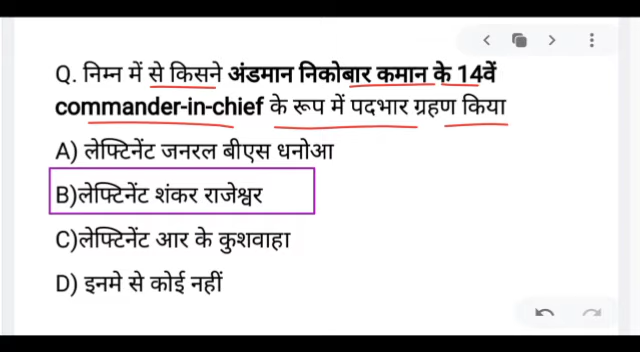 Q. निम्न में से किसने अंडमान निकोबार कमान के 14वें
commander-in-chief के रूप में पदभार ग्रहण किया
A) लेफ्टिनेंट जनरल बीएस धनोआ
B)लेफ्टिनेंट शंकर राजेश्वर
C)लेफ्टिनेंट आर के कुशवाहा
D) इनमे से कोई नहीं